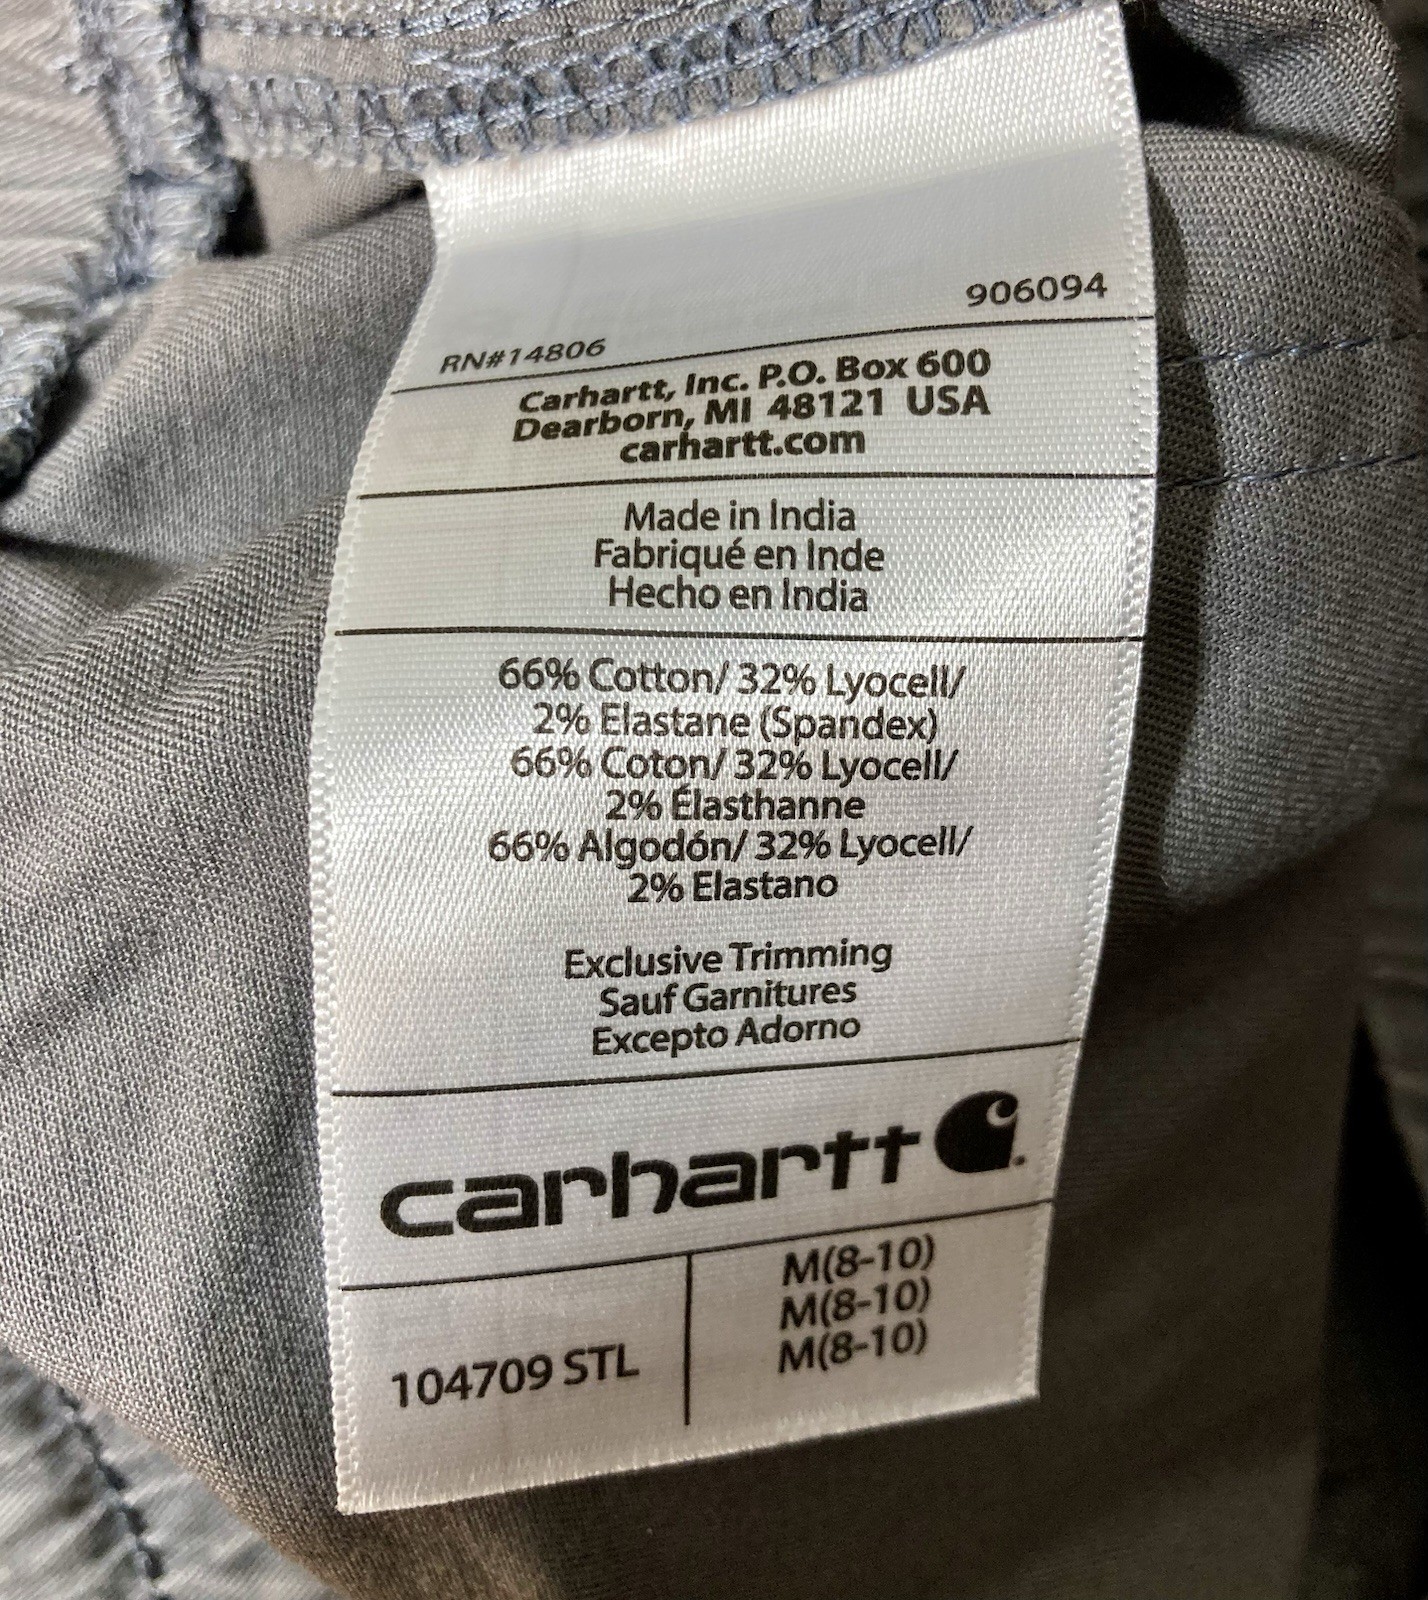 906094
RN#14806
Carhartt, Inc. P.O. Box 600
Dearborn, MI 48121 USA
carhartt.com
Made in India
Fabriqué en Inde
Hecho en India
66% Cotton/ 32% Lyocell/
2% Elastane (Spandex)
66% Coton/ 32% Lyocell/
2% Élasthanne
66% Algodón/ 32% Lyocell/
2% Elastano
Exclusive Trimming
Sauf Garnitures
Excepto Adorno
carhartt
104709 STL
M(8-10)
M(8-10)
M(8-10)